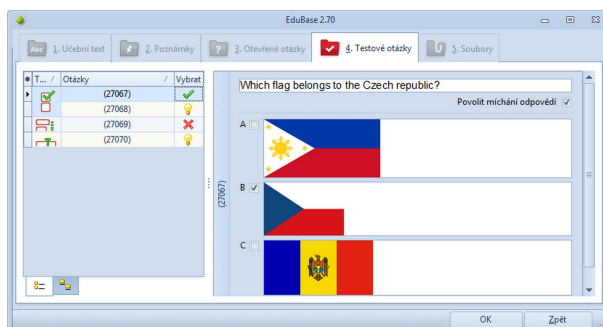 EduBase 2.70
Abc 1. Učební text
2. Poznámky
? 3. Otevřené otázky
4. Testové otázky
5. Soubory
T... Otázky Vybrat
(27067)
(27068)
(27069)
(27070)
(27067)
Which flag belongs to the Czech republic?
Povolit míchání odpovědí
A
B
C
OK Zpět